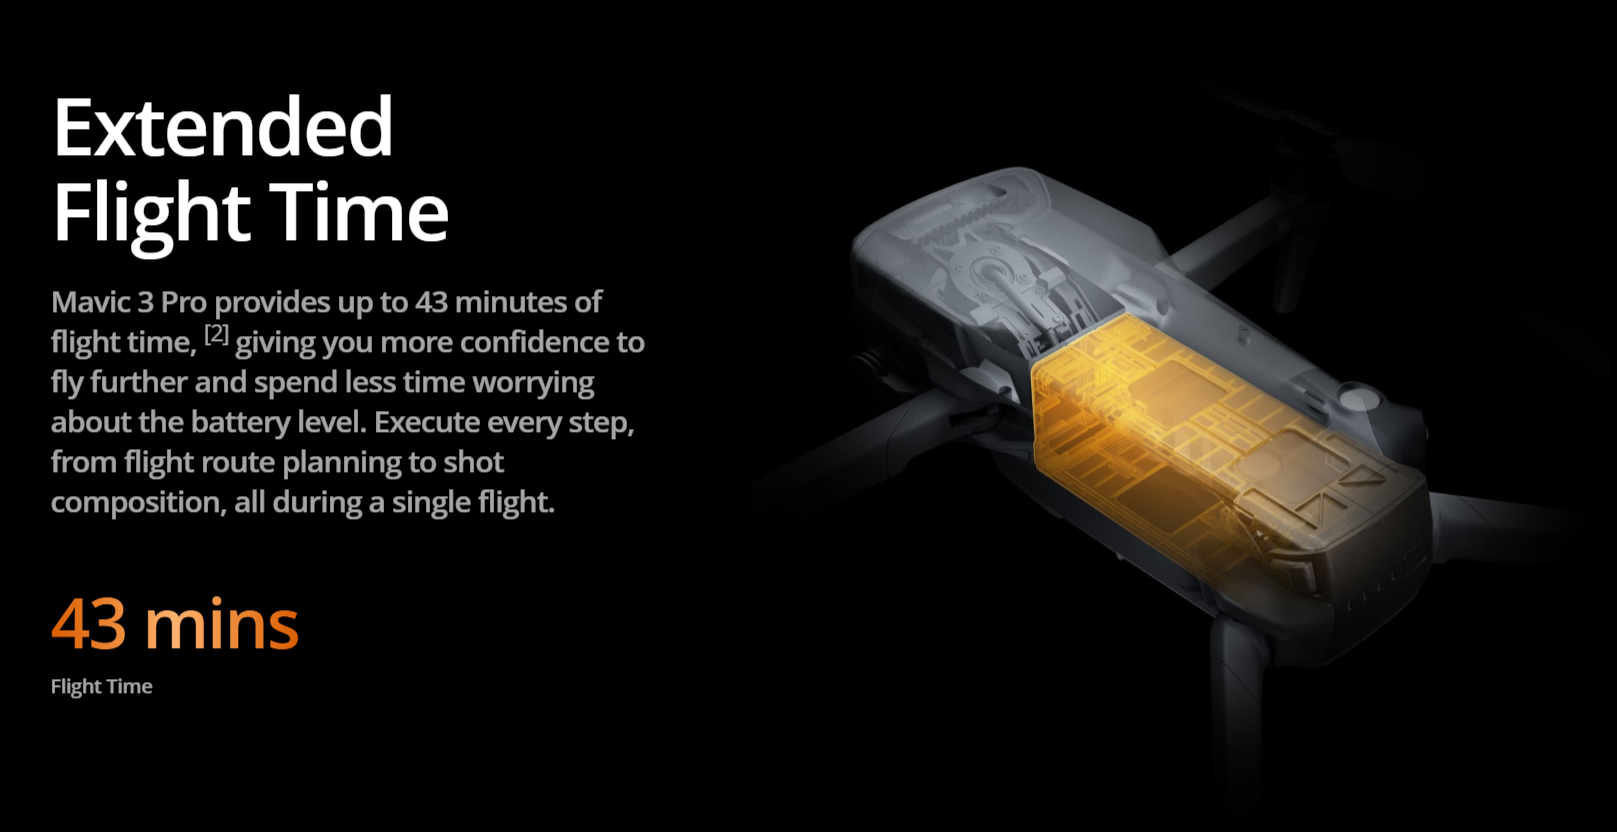 Extended
Flight Time
Mavic 3 Pro provides up to 43 minutes of
flight time, [2] giving you more confidence to
fly further and spend less time worrying
about the battery level. Execute every step,
from flight route planning to shot
composition, all during a single flight.
43 mins
Flight Time